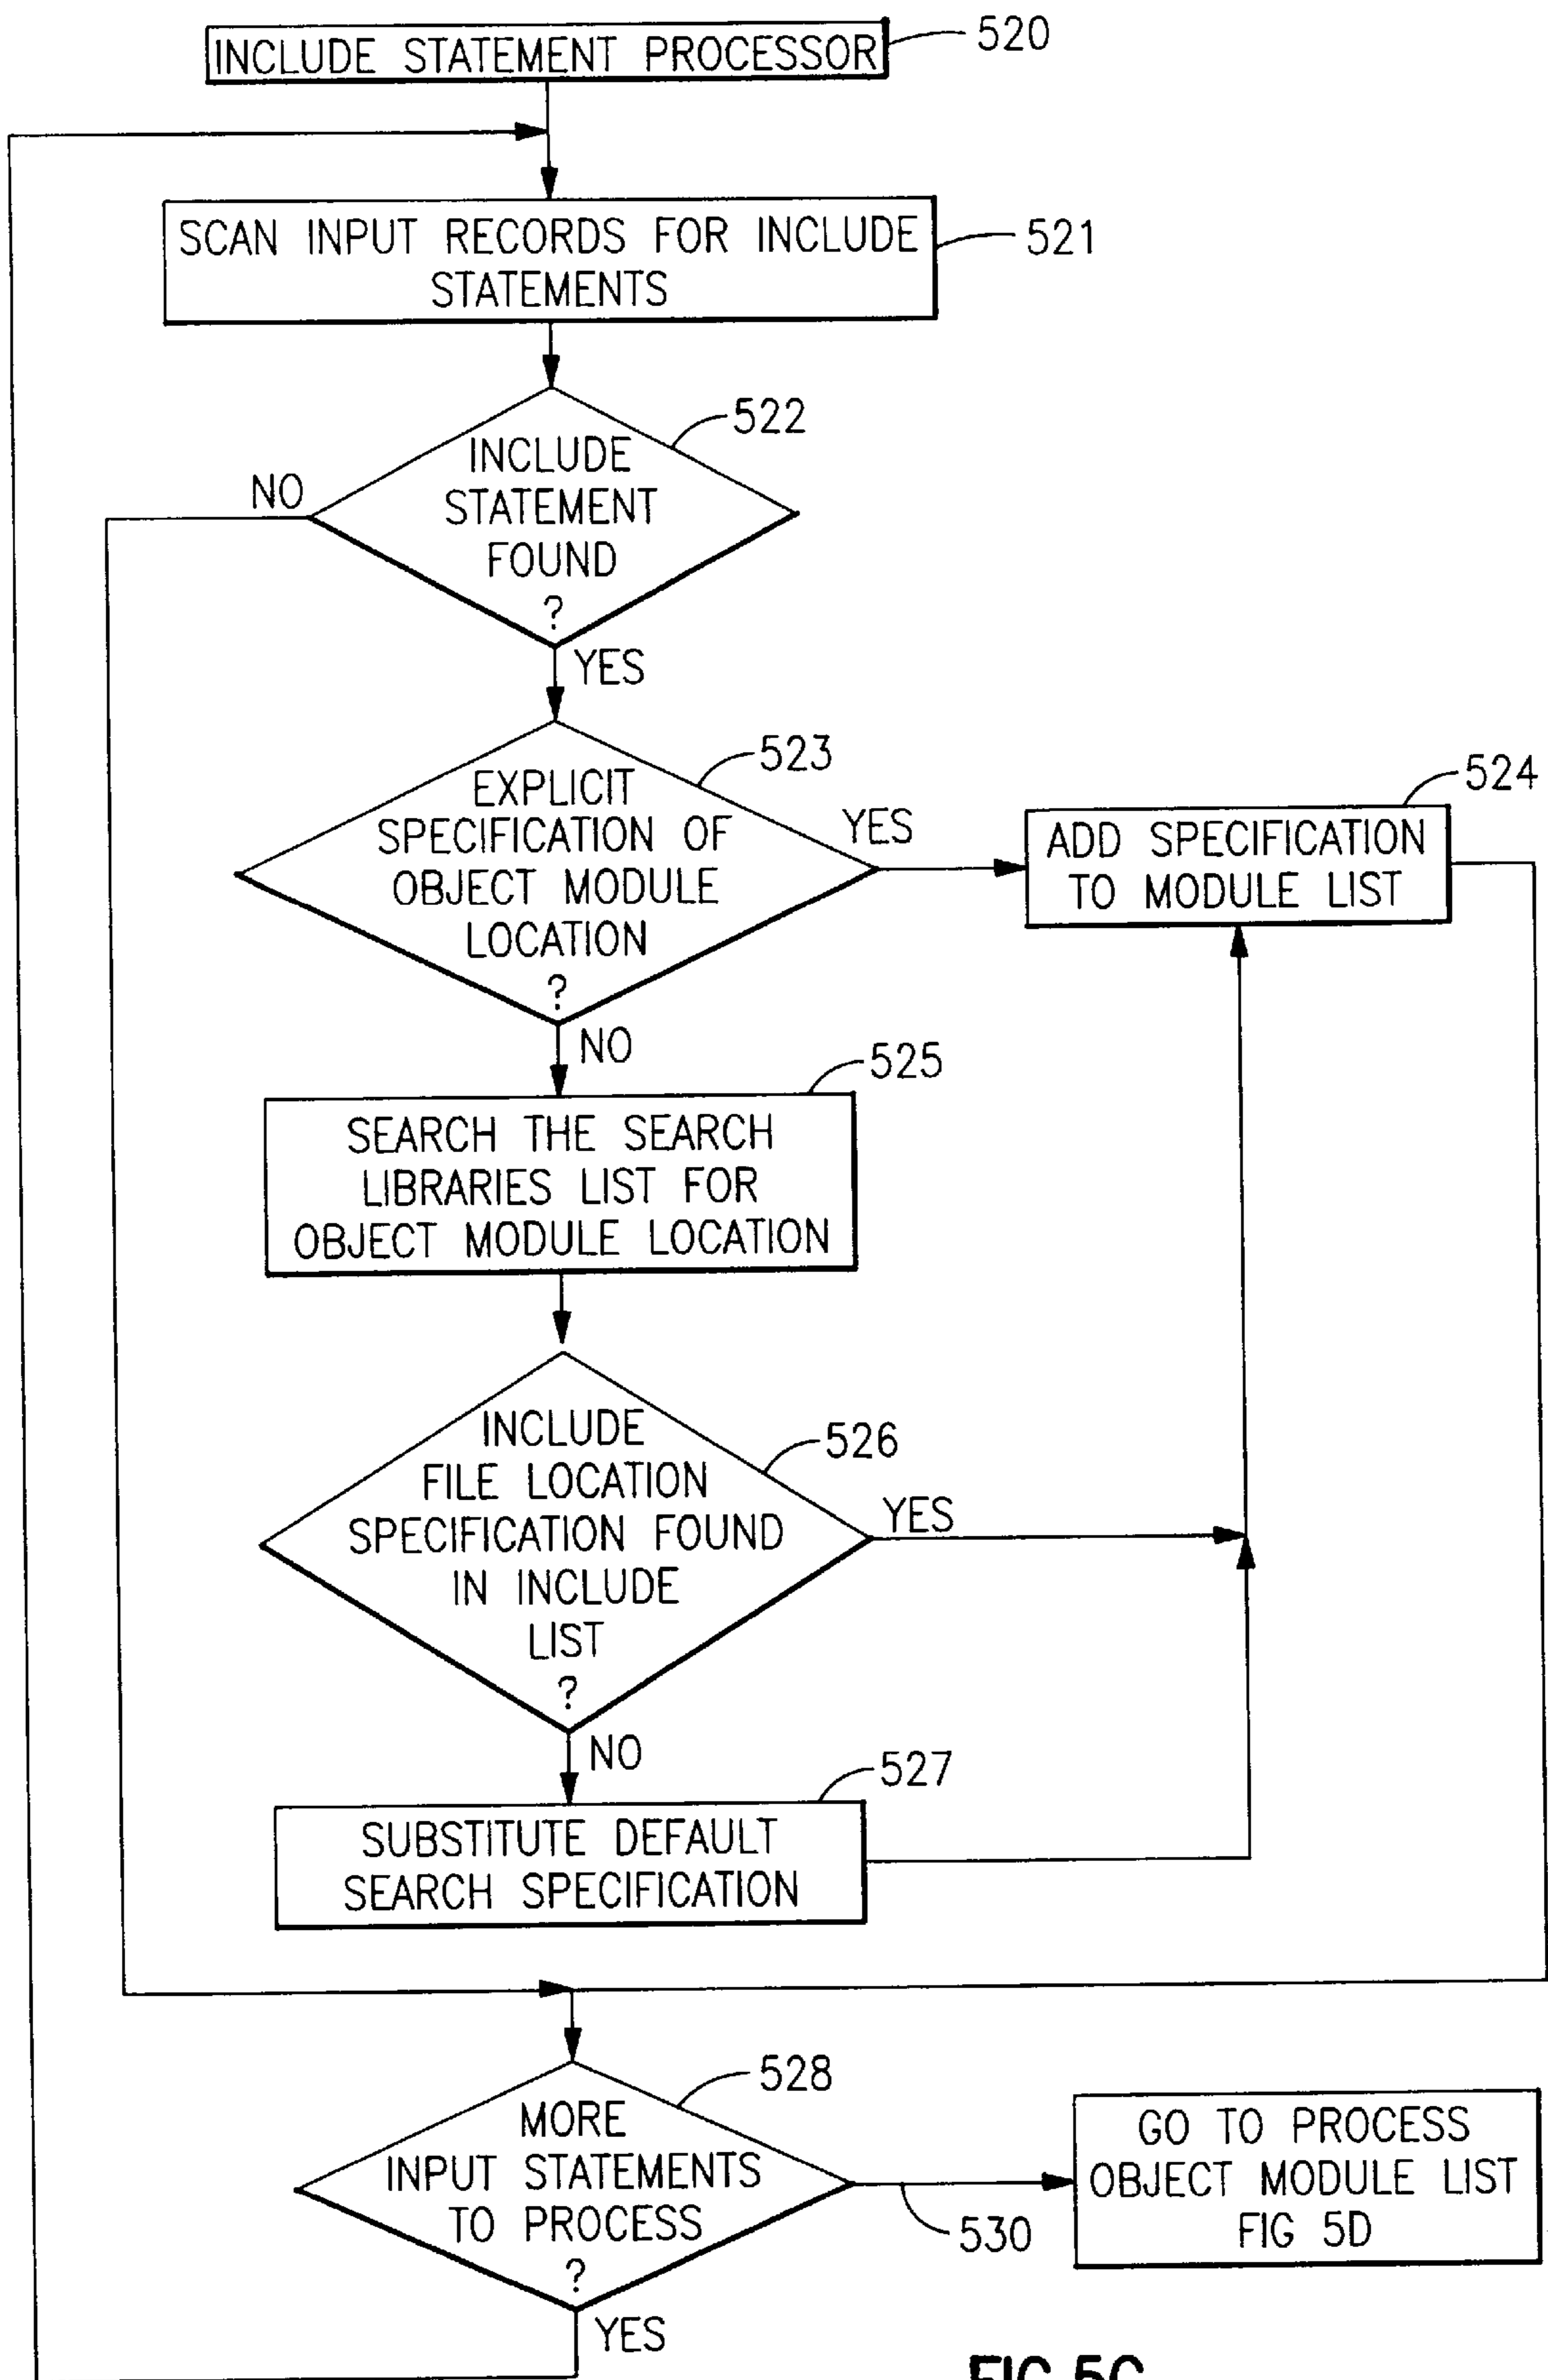 INCLUDE STATEMENT PROCESSOR
520
SCAN INPUT RECORDS FOR INCLUDE
STATEMENTS
521
INCLUDE
STATEMENT
FOUND
?
522
NO
YES
EXPLICIT
SPECIFICATION OF
OBJECT MODULE
LOCATION
?
523
YES
ADD SPECIFICATION
TO MODULE LIST
524
NO
SEARCH THE SEARCH
LIBRARIES LIST FOR
OBJECT MODULE LOCATION
525
INCLUDE
FILE LOCATION
SPECIFICATION FOUND
IN INCLUDE
LIST
?
526
YES
NO
SUBSTITUTE DEFAULT
SEARCH SPECIFICATION
527
MORE
INPUT STATEMENTS
TO PROCESS
?
528
530
GO TO PROCESS
OBJECT MODULE LIST
FIG 5D
YES
FIG.5C